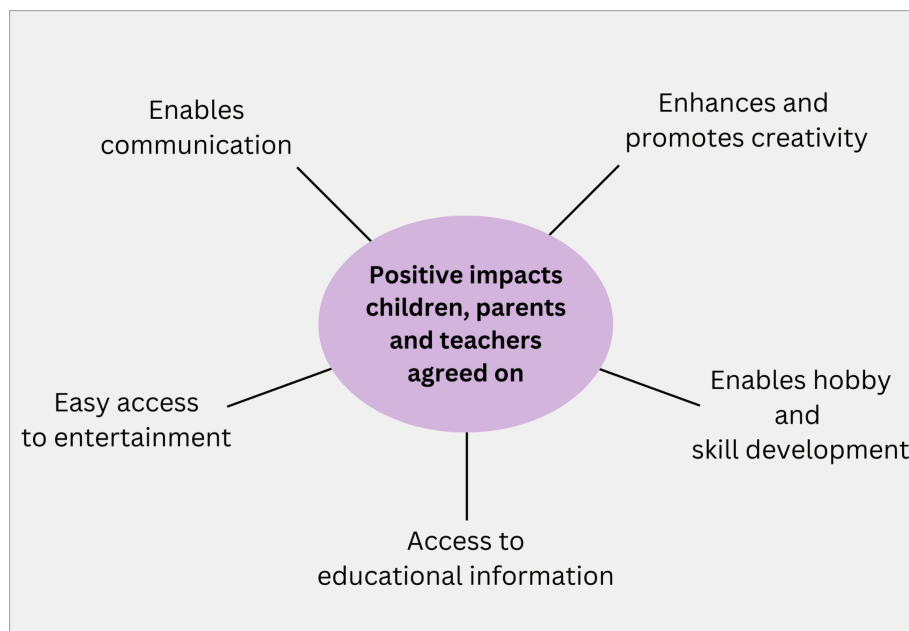 Enables
communication
Enhances and
promotes creativity
Positive impacts
children, parents
and teachers
agreed on
Easy access
to entertainment
Enables hobby
and
skill development
Access to
educational information